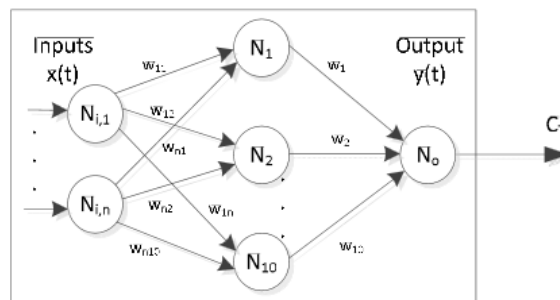 Inputs
x(t)
Output
y(t)
N1
w11
w1
Ni,1
w12
wn1
N2
w2
No
Ni,n
wn2
w1n
w10
wn10
N10